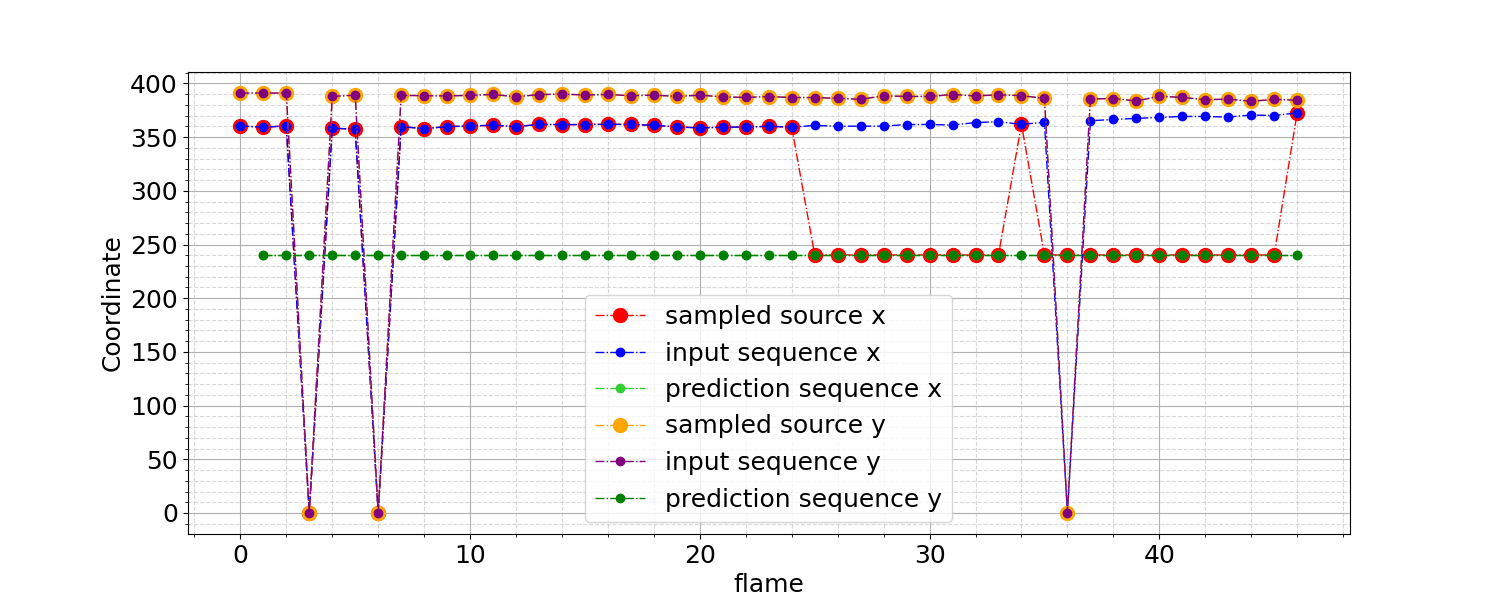 400
350
300
250
200
150
100
50
0
Coordinate
sampled source x
input sequence x
prediction sequence x
sampled source y
input sequence y
prediction sequence y
0 10 20 30 40
flame